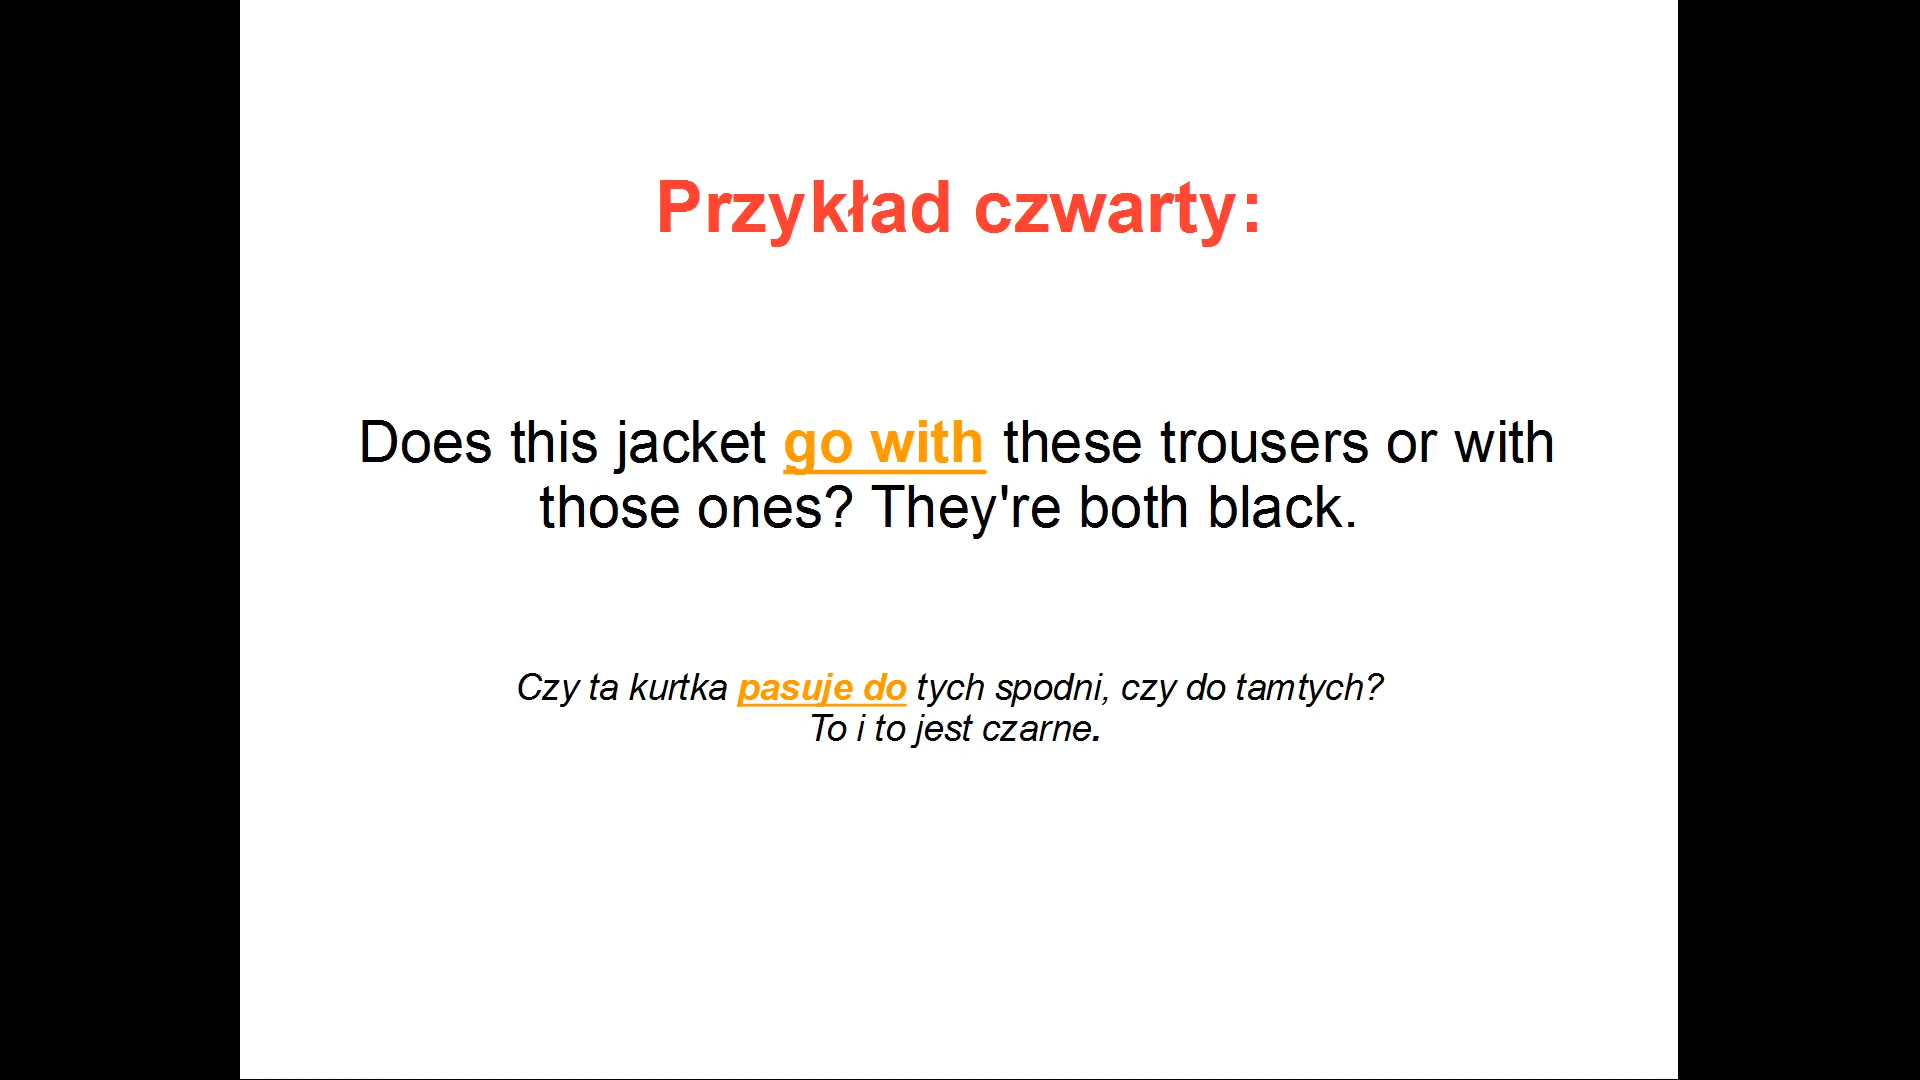 Przykład czwarty:
Does this jacket go with these trousers or with
those ones? They're both black.
Czy ta kurtka pasuje do tych spodni, czy do tamtych?
To i to jest czarne.